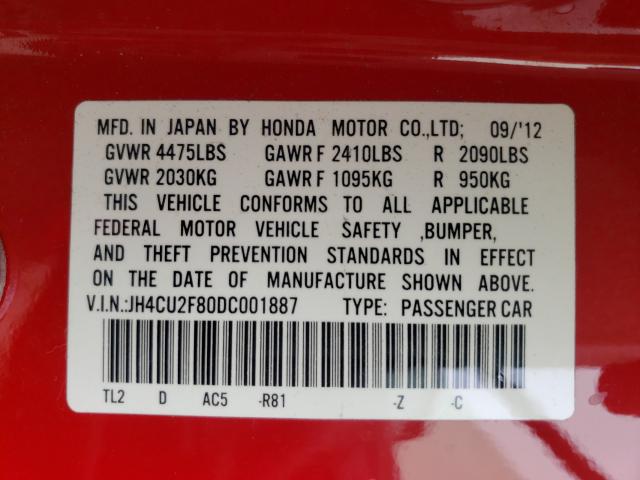 MFD. IN JAPAN BY HONDA MOTOR CO.,LTD; 09/'12
GVWR 4475LBS GAWR F 2410LBS R 2090LBS
GVWR 2030KG GAWR F 1095KG R 950KG
THIS VEHICLE CONFORMS TO ALL APPLICABLE
FEDERAL MOTOR VEHICLE SAFETY ,BUMPER,
AND THEFT PREVENTION STANDARDS IN EFFECT
ON THE DATE OF MANUFACTURE SHOWN ABOVE.
V.I.N.:JH4CU2F80DC001887 TYPE: PASSENGER CAR
TL2 D AC5 -R81 -Z -C